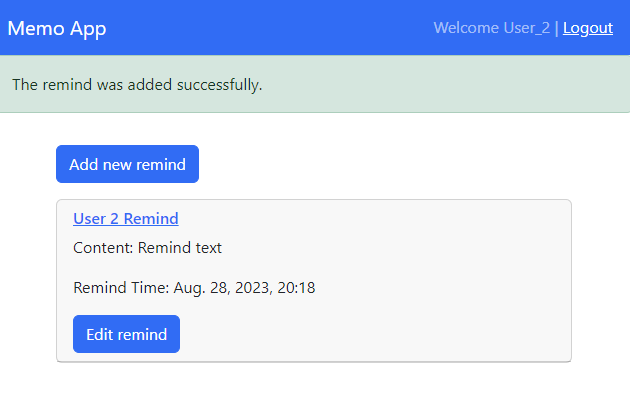 Memo App
Welcome User_2 | Logout
The remind was added successfully.
Add new remind
User 2 Remind
Content: Remind text
Remind Time: Aug. 28, 2023, 20:18
Edit remind